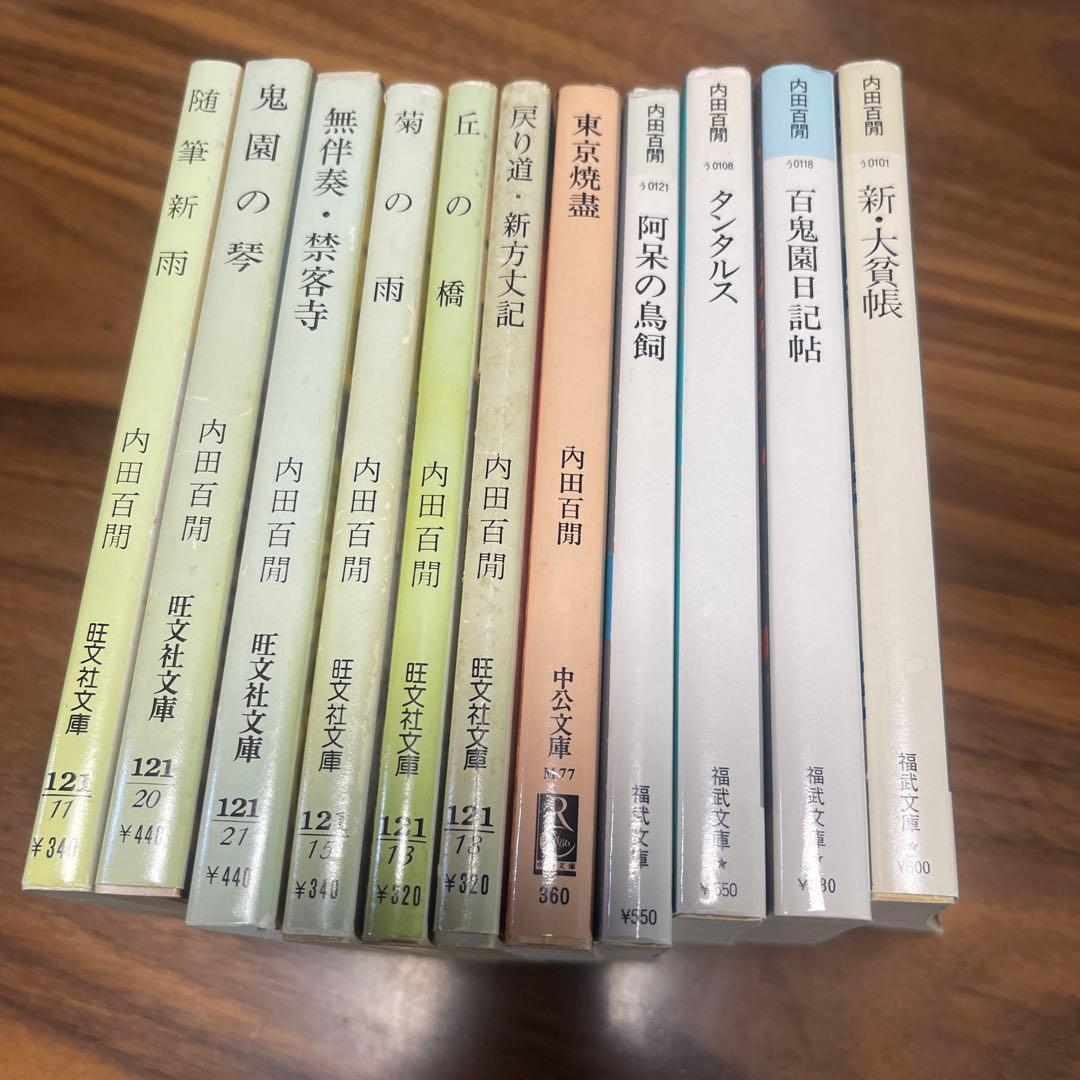 随筆新雨
内田百閒
旺文社文庫
121
11
¥340
鬼園の琴
内田百閒
旺文社文庫
121
20
¥440
無伴奏・禁客寺
内田百閒
旺文社文庫
121
21
¥440
菊の雨
内田百閒
旺文社文庫
121
15
¥340
丘の橋
内田百閒
旺文社文庫
121
13
¥320
戻り道・新方丈記
内田百閒
旺文社文庫
121
18
¥320
東京焼盡
内田百閒
中公文庫
M77
R
360
内田百閒
う0121
阿呆の鳥飼
福武文庫
¥550
内田百閒
う0108
タンタルス
福武文庫★
¥550
内田百閒
う0118
百鬼園日記帖
福武文庫★
内田百閒
う0101
新・大貧帳
福武文庫★
¥600